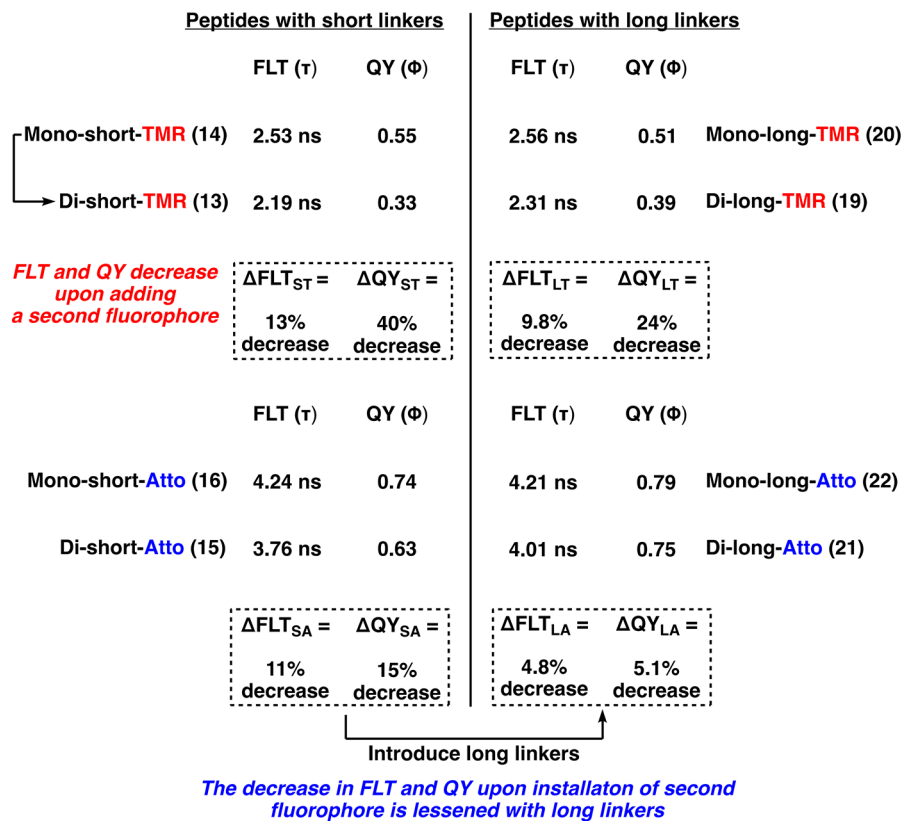 Peptides with short linkers
Peptides with long linkers
FLT (τ) QY (Φ)
FLT (τ) QY (Φ)
Mono-short-TMR (14) 2.53 ns 0.55
2.56 ns 0.51 Mono-long-TMR (20)
Di-short-TMR (13) 2.19 ns 0.33
2.31 ns 0.39 Di-long-TMR (19)
FLT and QY decrease
upon adding
a second fluorophore
ΔFLTST = ΔQYST =
13% 40%
decrease decrease
ΔFLTLT = ΔQYLT =
9.8% 24%
decrease decrease
FLT (τ) QY (Φ)
FLT (τ) QY (Φ)
Mono-short-Atto (16) 4.24 ns 0.74
4.21 ns 0.79 Mono-long-Atto (22)
Di-short-Atto (15) 3.76 ns 0.63
4.01 ns 0.75 Di-long-Atto (21)
ΔFLTSA = ΔQYSA =
11% 15%
decrease decrease
ΔFLTLA = ΔQYLA =
4.8% 5.1%
decrease decrease
Introduce long linkers
The decrease in FLT and QY upon installaton of second
fluorophore is lessened with long linkers